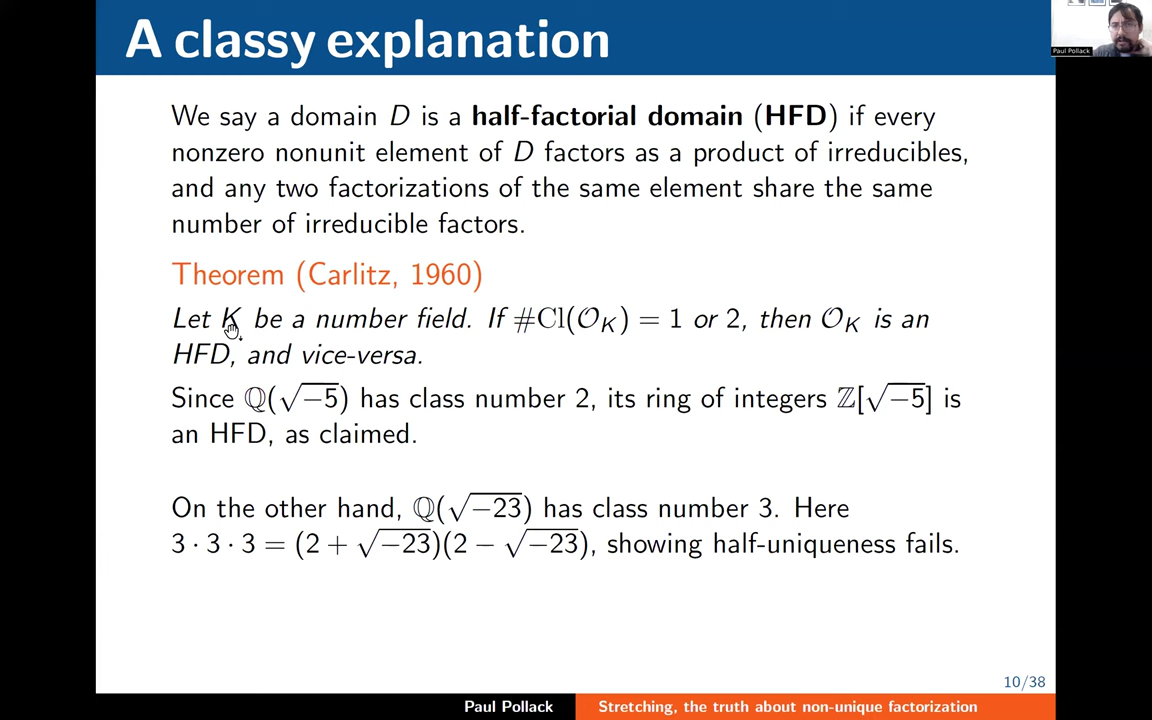 A classy explanation
Paul Pollack
We say a domain D is a half-factorial domain (HFD) if every
nonzero nonunit element of D factors as a product of irreducibles,
and any two factorizations of the same element share the same
number of irreducible factors.
Theorem (Carlitz, 1960)
Let K be a number field. If #Cl(𝒪_K) = 1 or 2, then 𝒪_K is an
HFD, and vice-versa.
Since ℚ(√−5) has class number 2, its ring of integers ℤ[√−5] is
an HFD, as claimed.
On the other hand, ℚ(√−23) has class number 3. Here
3 · 3 · 3 = (2 + √−23)(2 − √−23), showing half-uniqueness fails.
10/38
Paul Pollack
Stretching, the truth about non-unique factorization